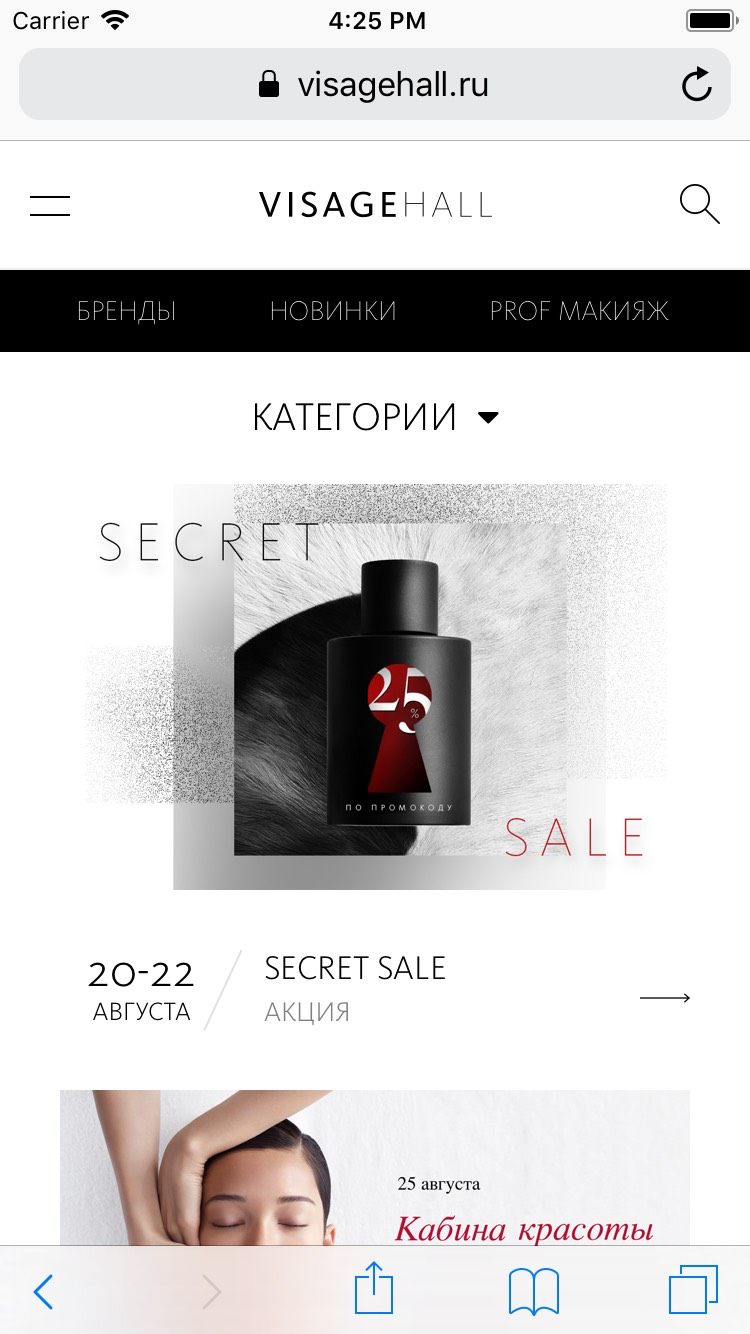 Carrier 4:25 PM
visagehall.ru
VISAGEHALL
БРЕНДЫ НОВИНКИ PROF МАКИЯЖ
КАТЕГОРИИ
SECRET
25
%
ПО ПРОМОКОДУ
SALE
20-22
АВГУСТА
SECRET SALE
АКЦИЯ
25 августа
Кабина красоты